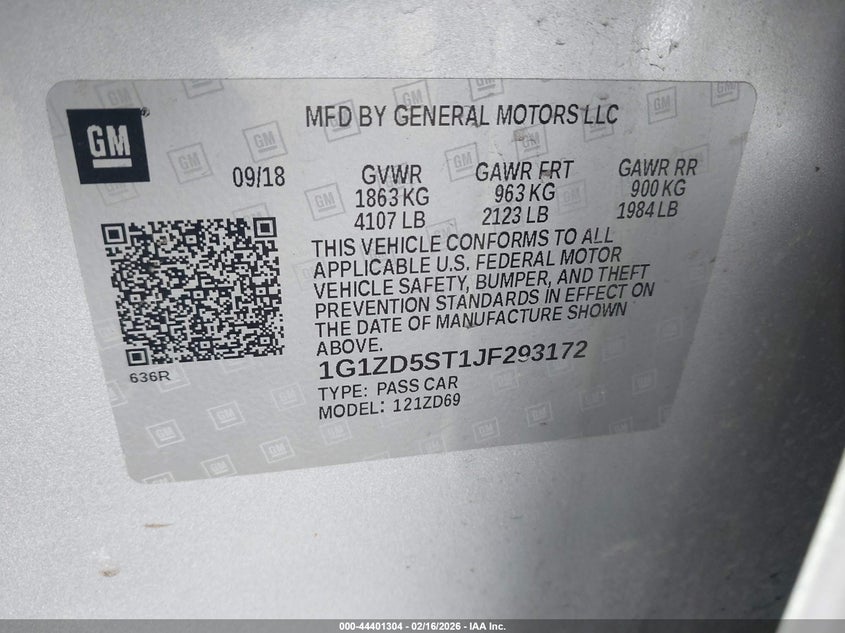 GM
MFD BY GENERAL MOTORS LLC
09/18
GVWR
1863 KG
4107 LB
GAWR FRT
963 KG
2123 LB
GAWR RR
900 KG
1984 LB
THIS VEHICLE CONFORMS TO ALL
APPLICABLE U.S. FEDERAL MOTOR
VEHICLE SAFETY, BUMPER, AND THEFT
PREVENTION STANDARDS IN EFFECT ON
THE DATE OF MANUFACTURE SHOWN
ABOVE.
1G1ZD5ST1JF293172
TYPE: PASS CAR
MODEL: 121ZD69
636R
000-44401304 - 02/16/2026 - IAA Inc.